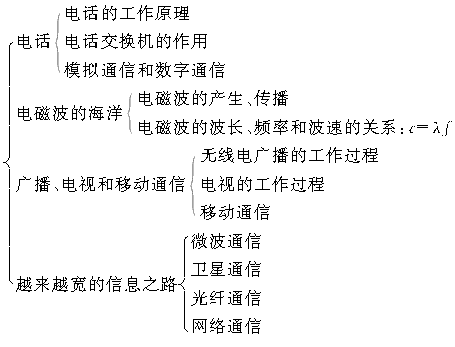 电话的工作原理
电话 电话交换机的作用
模拟通信和数字通信
电磁波的海洋 电磁波的产生、传播
电磁波的波长、频率和波速的关系:c=λf
无线电广播的工作过程
广播、电视和移动通信 电视的工作过程
移动通信
微波通信
卫星通信
越来越宽的信息之路 光纤通信
网络通信